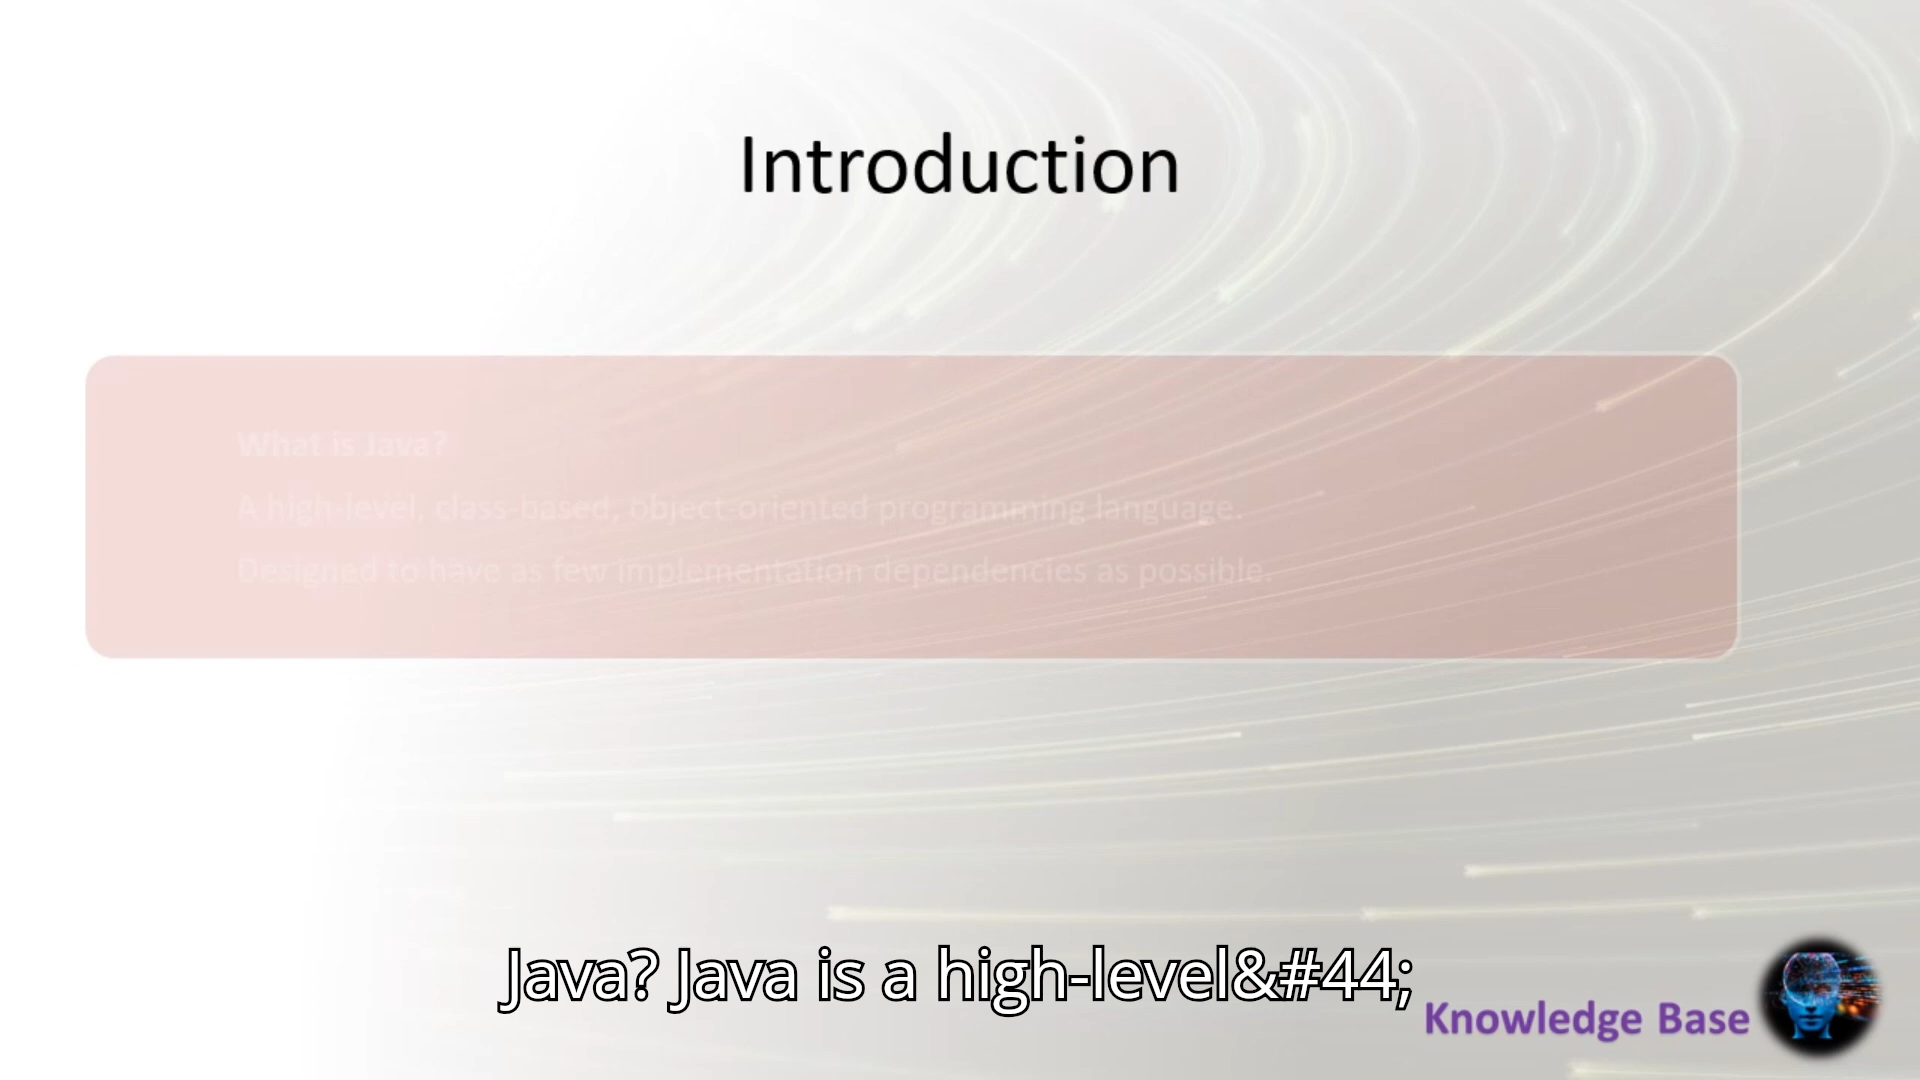 Introduction
What is Java?
A high-level, class-based, object-oriented programming language.
Designed to have as few implementation dependencies as possible.
Java? Java is a high-level&#44;
Knowledge Base